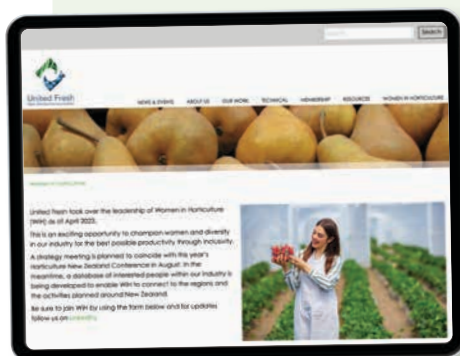 Search
United Fresh
NEWS & EVENTS ABOUT US OUR WORK TECHNICAL MEMBERSHIP RESOURCES WOMEN IN HORTICULTURE
WOMEN IN HORTICULTURE
United Fresh took over the leadership of Women in Horticulture
(WiH) as of April 2023.
This is an exciting opportunity to champion women and diversity
in our industry for the best possible productivity through inclusivity.
A strategy meeting is planned to coincide with this year's
Horticulture New Zealand Conference in August. In the
meantime, a database of interested people within our industry is
being developed to enable WiH to connect to the regions and
the activities planned around New Zealand.
Be sure to join WiH by using the form below and for updates
follow us on LinkedIn.